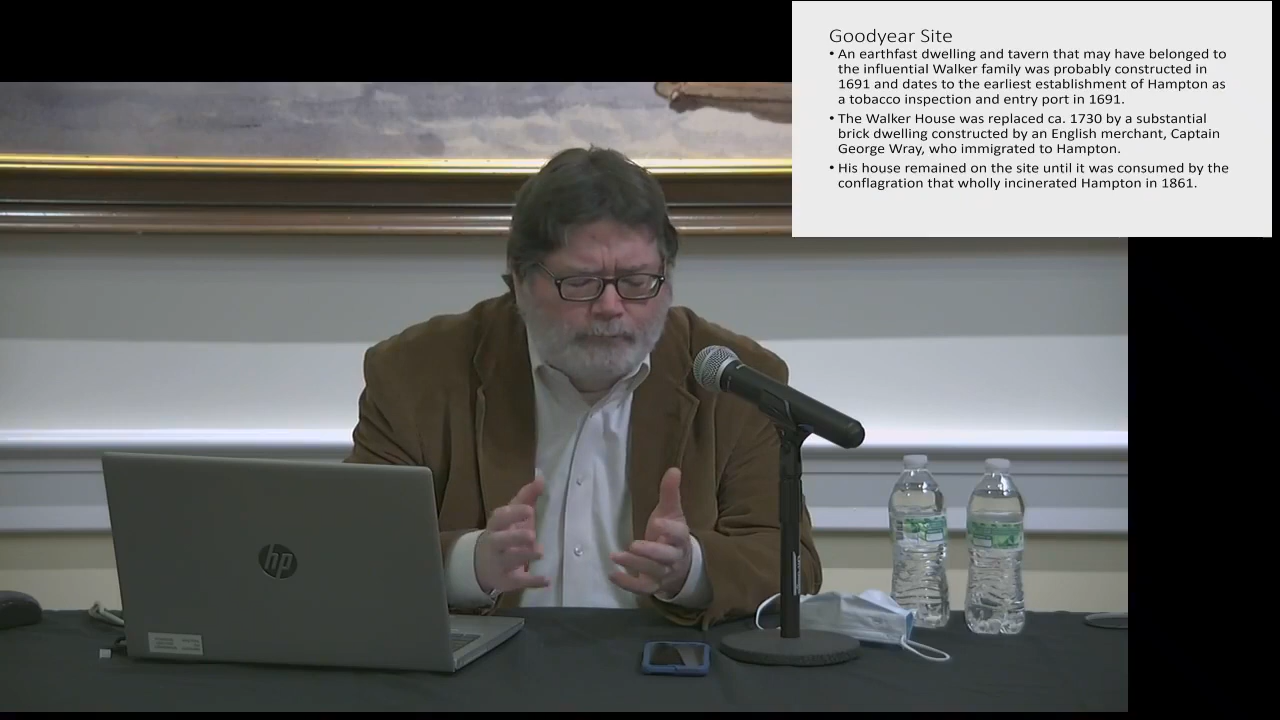 Goodyear Site
• An earthfast dwelling and tavern that may have belonged to
the influential Walker family was probably constructed in
1691 and dates to the earliest establishment of Hampton as
a tobacco inspection and entry port in 1691.
• The Walker House was replaced ca. 1730 by a substantial
brick dwelling constructed by an English merchant, Captain
George Wray, who immigrated to Hampton.
• His house remained on the site until it was consumed by the
conflagration that wholly incinerated Hampton in 1861.
hp